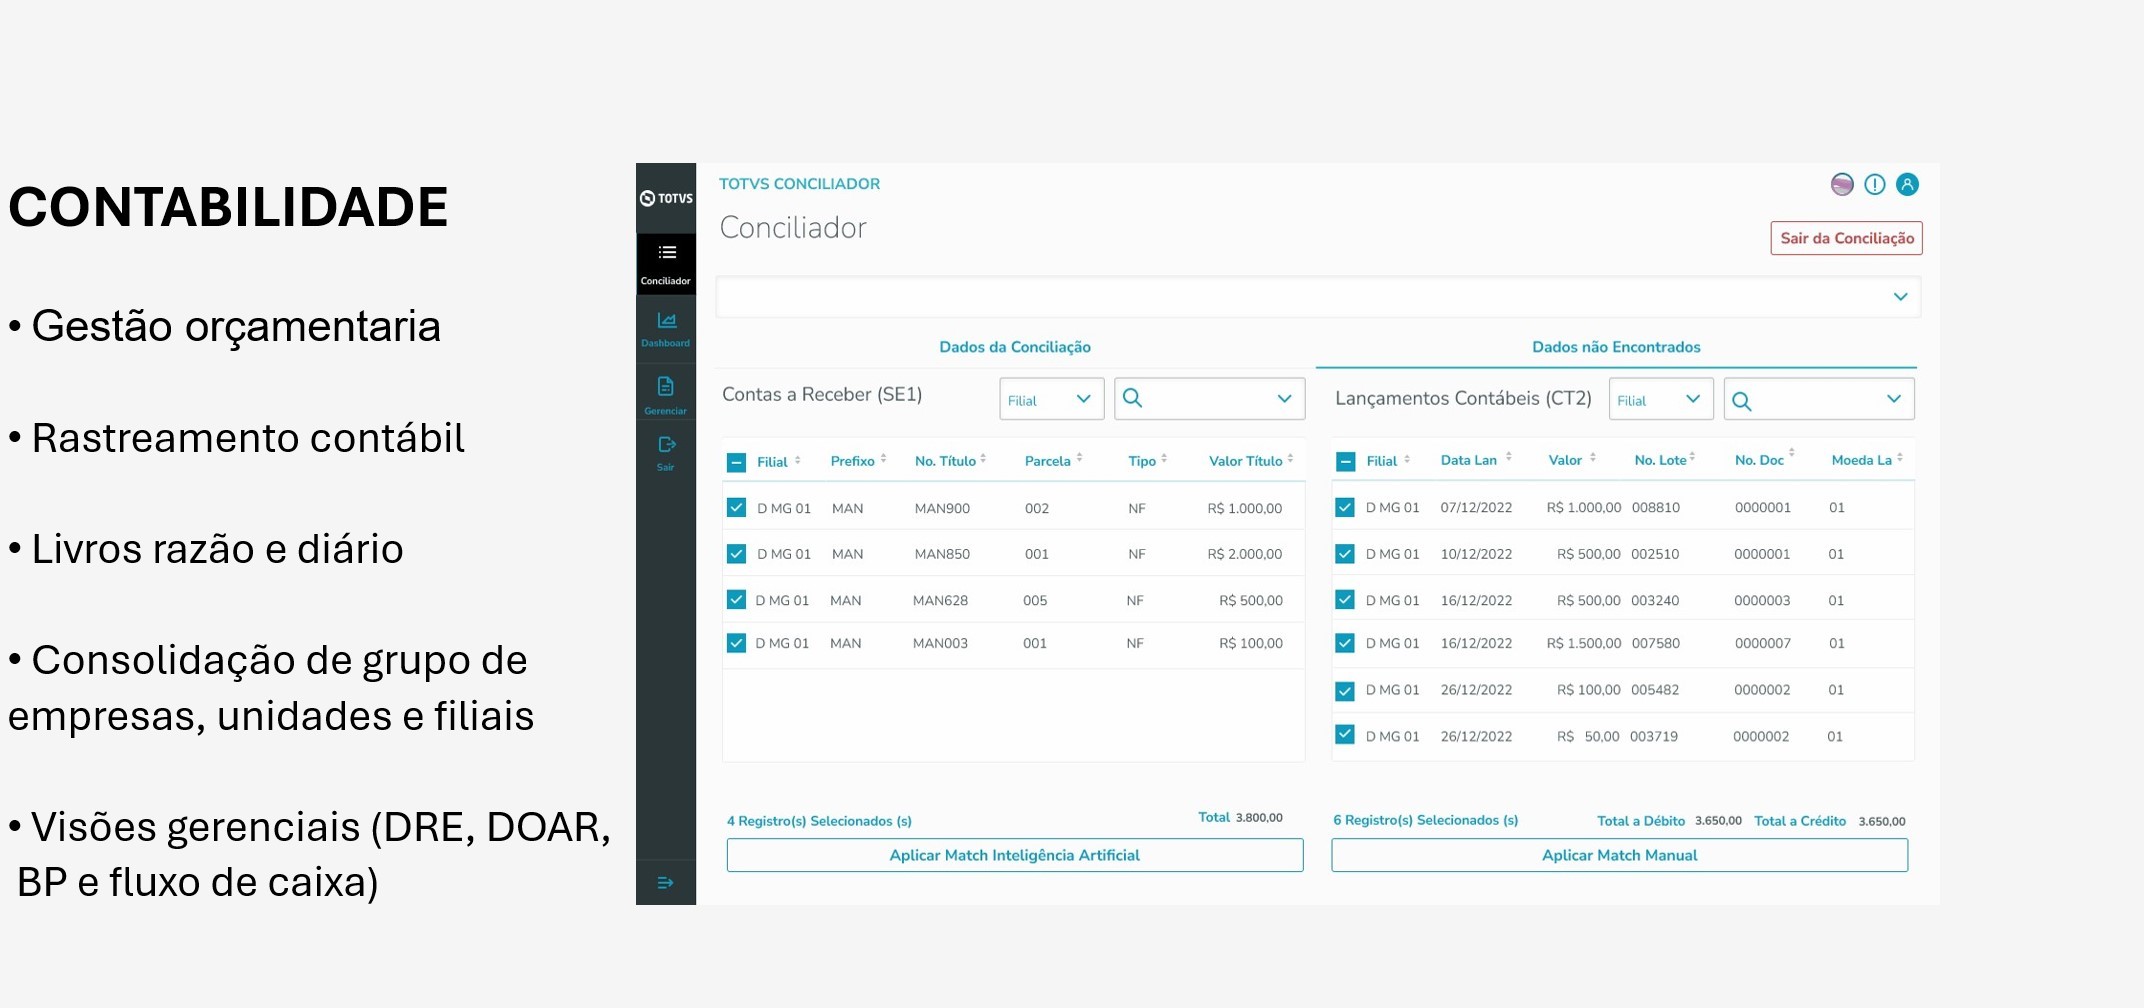 CONTABILIDADE
• Gestão orçamentaria
• Rastreamento contábil
• Livros razão e diário
• Consolidação de grupo de
empresas, unidades e filiais
• Visões gerenciais (DRE, DOAR,
BP e fluxo de caixa)
TOTVS
Conciliador
Dashboard
Gerenciar
Sair
TOTVS CONCILIADOR
Conciliador
Sair da Conciliação
Dados da Conciliação
Dados não Encontrados
Contas a Receber (SE1)
Filial
Filial Prefixo No. Título Parcela Tipo Valor Título
D MG 01 MAN MAN900 002 NF R$ 1.000,00
D MG 01 MAN MAN850 001 NF R$ 2.000,00
D MG 01 MAN MAN628 005 NF R$ 500,00
D MG 01 MAN MAN003 001 NF R$ 100,00
4 Registro(s) Selecionados (s) Total 3.800,00
Aplicar Match Inteligência Artificial
Lançamentos Contábeis (CT2)
Filial
Filial Data Lan Valor No. Lote No. Doc Moeda La
D MG 01 07/12/2022 R$ 1.000,00 008810 0000001 01
D MG 01 10/12/2022 R$ 500,00 002510 0000001 01
D MG 01 16/12/2022 R$ 500,00 003240 0000003 01
D MG 01 16/12/2022 R$ 1.500,00 007580 0000007 01
D MG 01 26/12/2022 R$ 100,00 005482 0000002 01
D MG 01 26/12/2022 R$ 50,00 003719 0000002 01
6 Registro(s) Selecionados (s) Total a Débito 3.650,00 Total a Crédito 3.650,00
Aplicar Match Manual